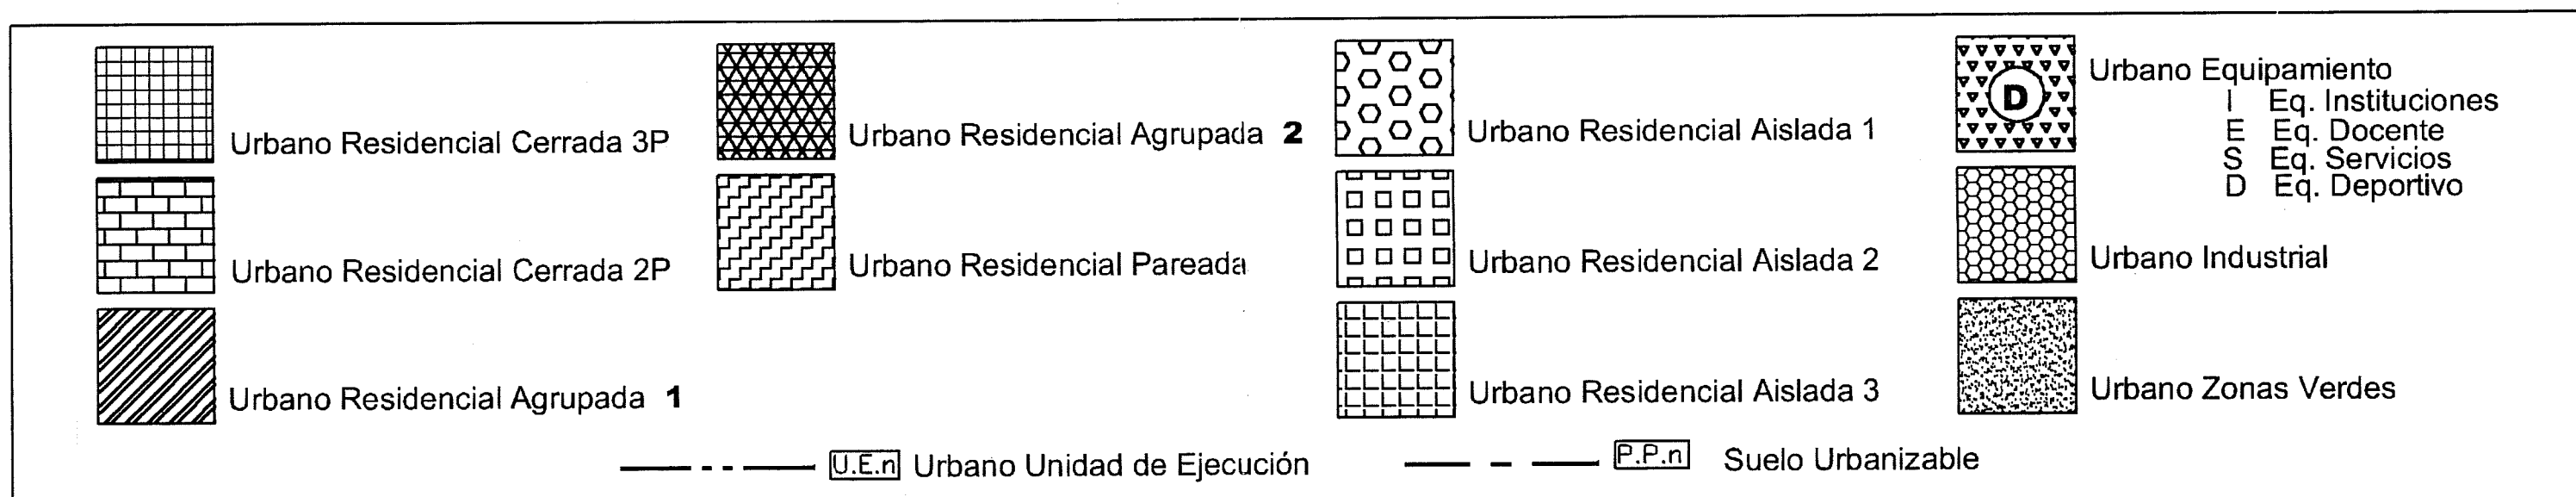 Urbano Residencial Cerrada 3P
Urbano Residencial Cerrada 2P
Urbano Residencial Agrupada 1
Urbano Residencial Agrupada 2
Urbano Residencial Pareada
Urbano Residencial Aislada 1
Urbano Residencial Aislada 2
Urbano Residencial Aislada 3
D
Urbano Equipamiento
I Eq. Instituciones
E Eq. Docente
S Eq. Servicios
D Eq. Deportivo
Urbano Industrial
Urbano Zonas Verdes
U.E.n Urbano Unidad de Ejecución
P.P.n Suelo Urbanizable